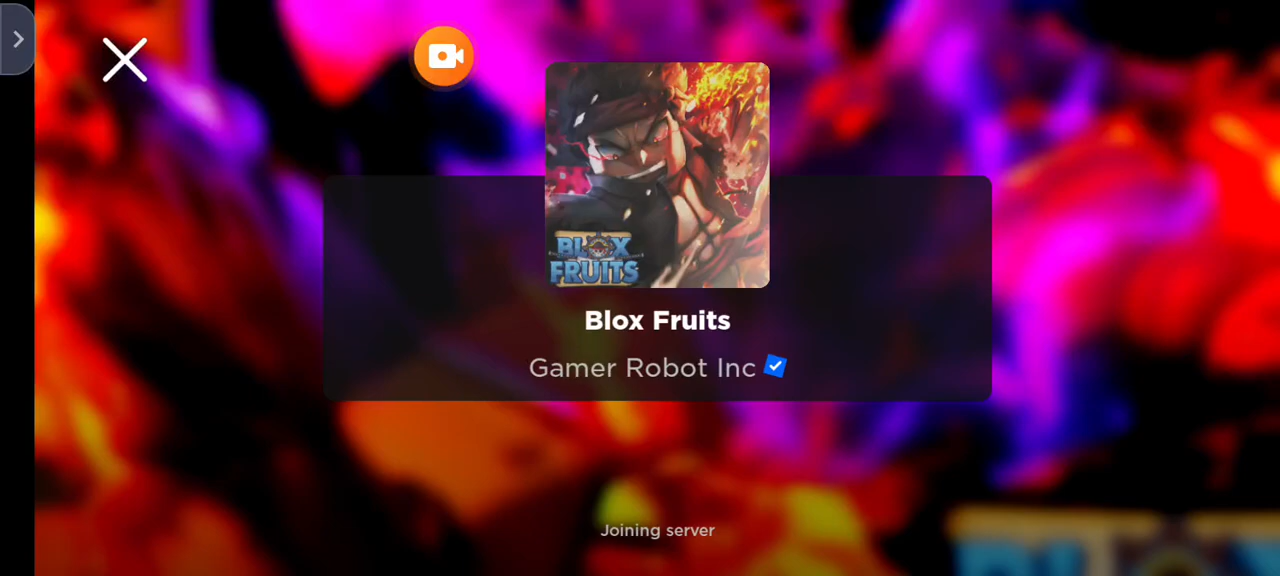 BLOX
FRUITS
Blox Fruits
Gamer Robot Inc
Joining server